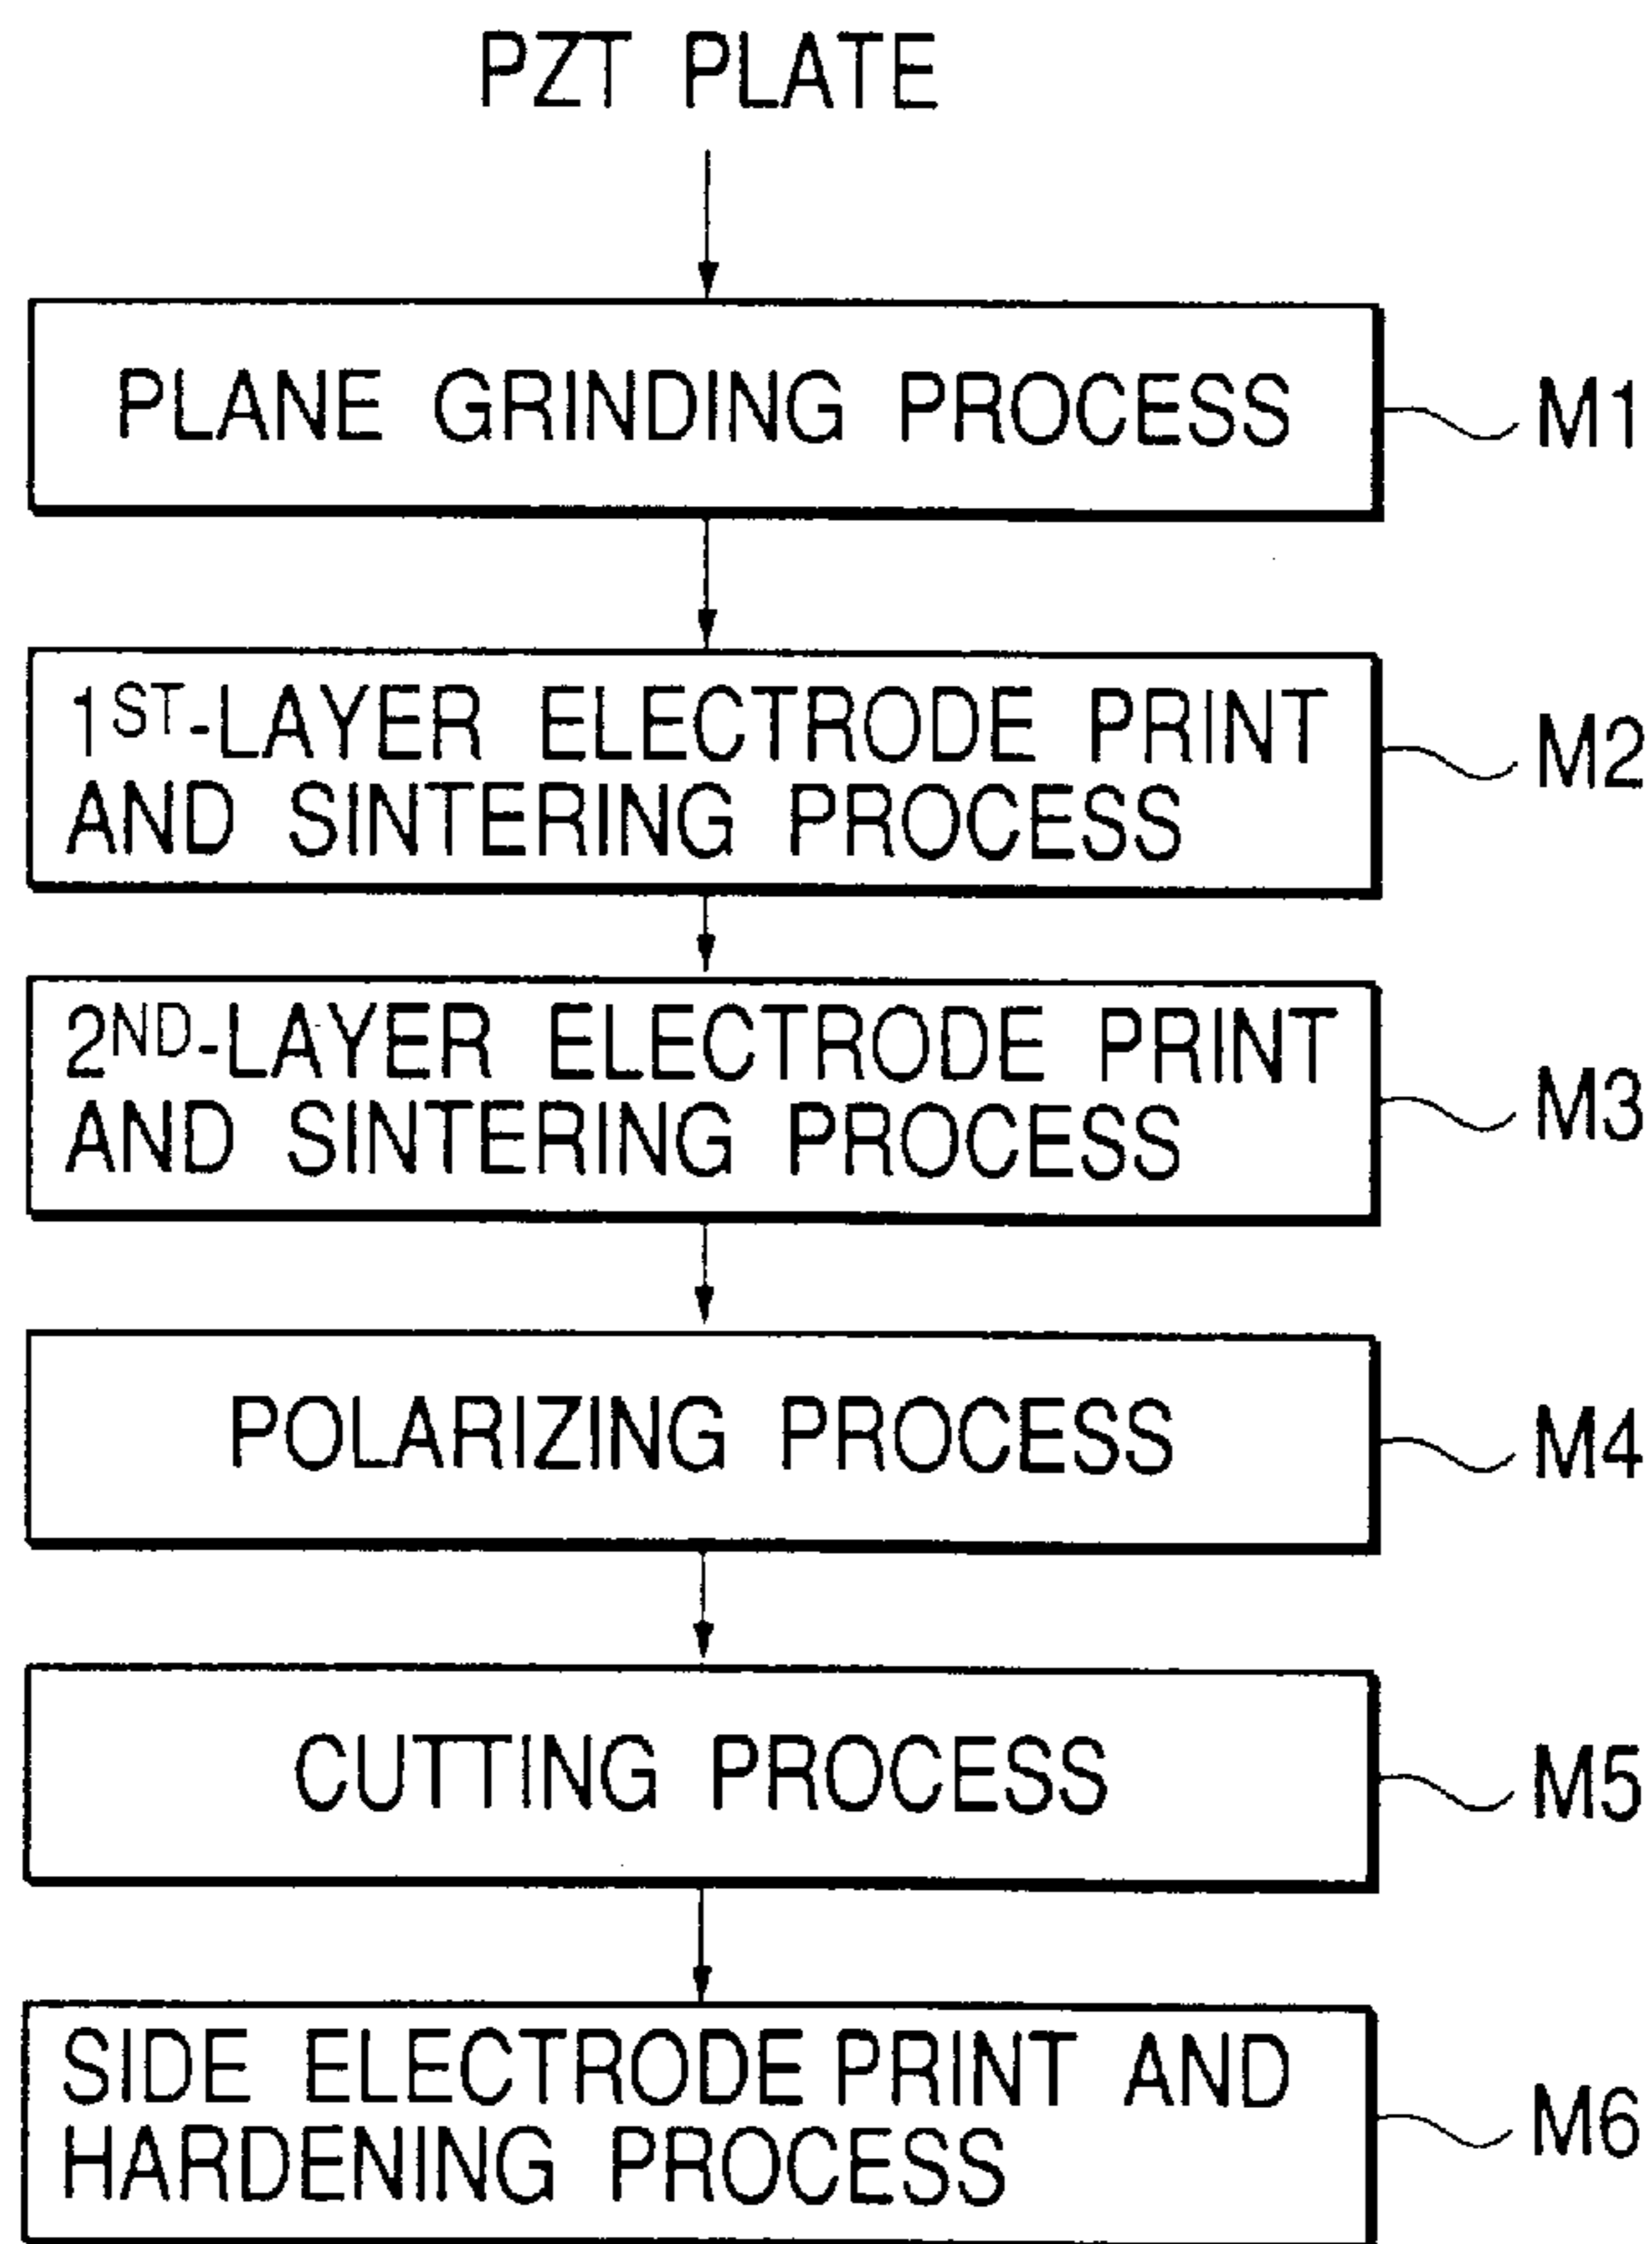 PZT PLATE
PLANE GRINDING PROCESS
M1
1ST-LAYER ELECTRODE PRINT
AND SINTERING PROCESS
M2
2ND-LAYER ELECTRODE PRINT
AND SINTERING PROCESS
M3
POLARIZING PROCESS
M4
CUTTING PROCESS
M5
SIDE ELECTRODE PRINT AND
HARDENING PROCESS
M6